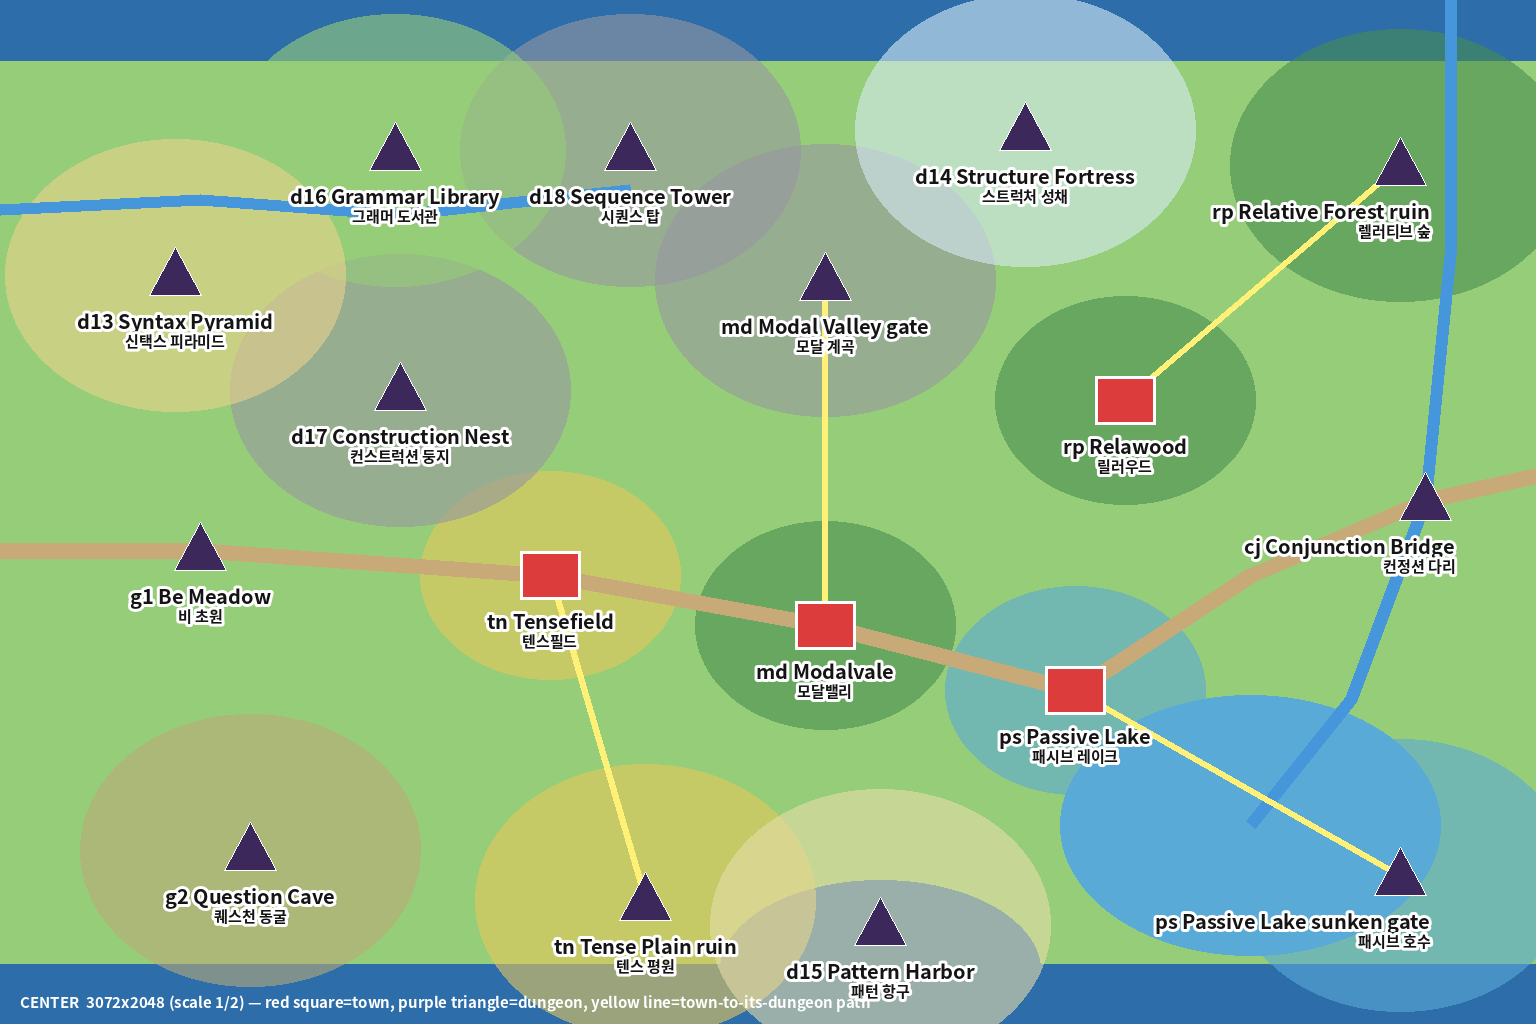 d16 Grammar Library
그래머 도서관
d18 Sequence Tower
시퀀스 탑
d14 Structure Fortress
스트럭처 성채
rp Relative Forest ruin
렐러티브 숲
d13 Syntax Pyramid
신택스 피라미드
md Modal Valley gate
모달 계곡
d17 Construction Nest
컨스트럭션 둥지
rp Relawood
릴러우드
cj Conjunction Bridge
컨정션 다리
g1 Be Meadow
비 초원
tn Tensefield
텐스필드
md Modalvale
모달밸리
ps Passive Lake
패시브 레이크
g2 Question Cave
퀘스천 동굴
tn Tense Plain ruin
텐스 평원
d15 Pattern Harbor
패턴 항구
ps Passive Lake sunken gate
패시브 호수
CENTER 3072x2048 (scale 1/2) — red square=town, purple triangle=dungeon, yellow line=town-to-its-dungeon path